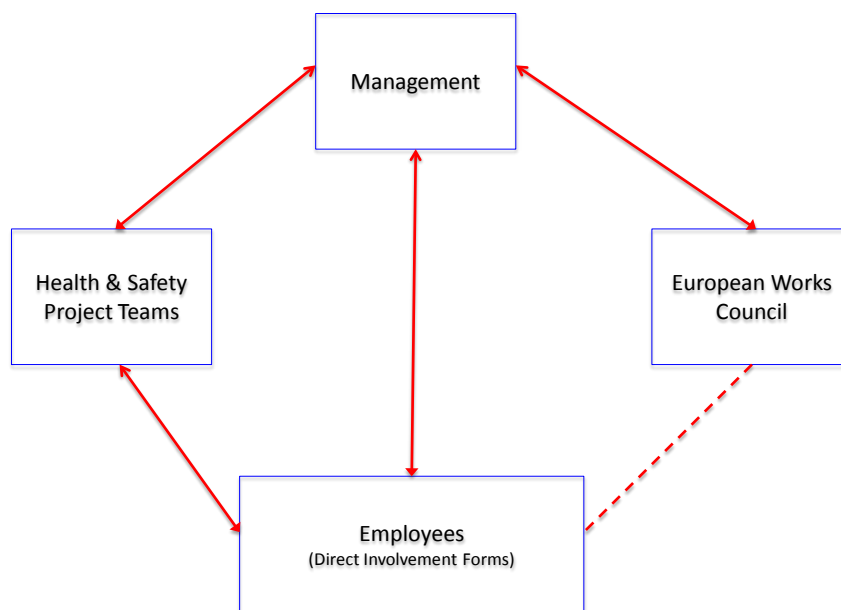 Management
Health & Safety
Project Teams
European Works
Council
Employees
(Direct Involvement Forms)